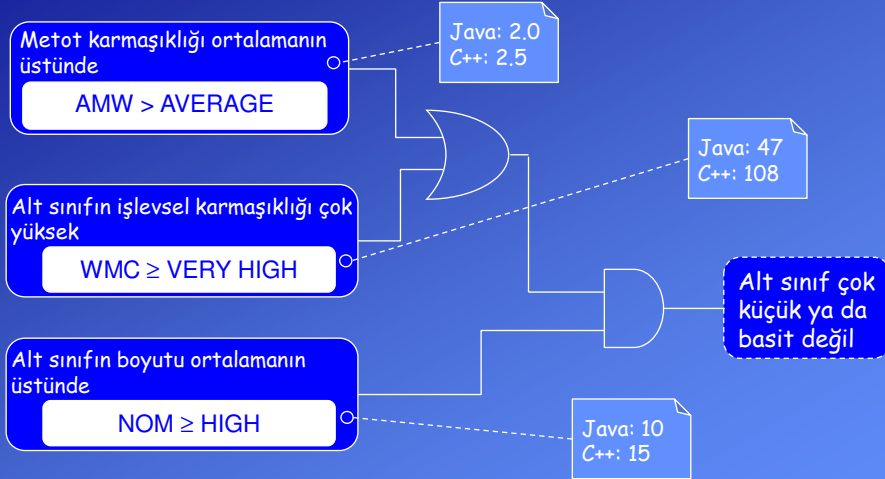 Metot karmaşıklığı ortalamanın
üstünde
AMW > AVERAGE
Java: 2.0
C++: 2.5
Alt sınıfın işlevsel karmaşıklığı çok
yüksek
WMC ≥ VERY HIGH
Java: 47
C++: 108
Alt sınıf çok
küçük ya da
basit değil
Alt sınıfın boyutu ortalamanın
üstünde
NOM ≥ HIGH
Java: 10
C++: 15